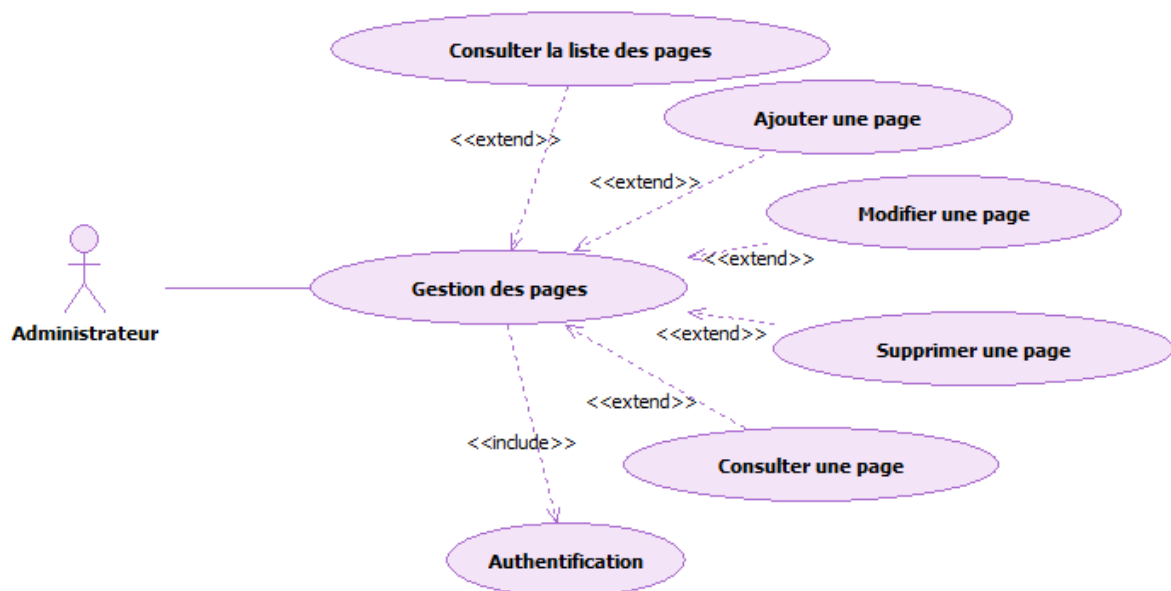 Consulter la liste des pages
Ajouter une page
<<extend>>
<<extend>>
Modifier une page
<<extend>>
Gestion des pages
Administrateur
<<extend>>
Supprimer une page
<<extend>>
<<include>>
Consulter une page
Authentification